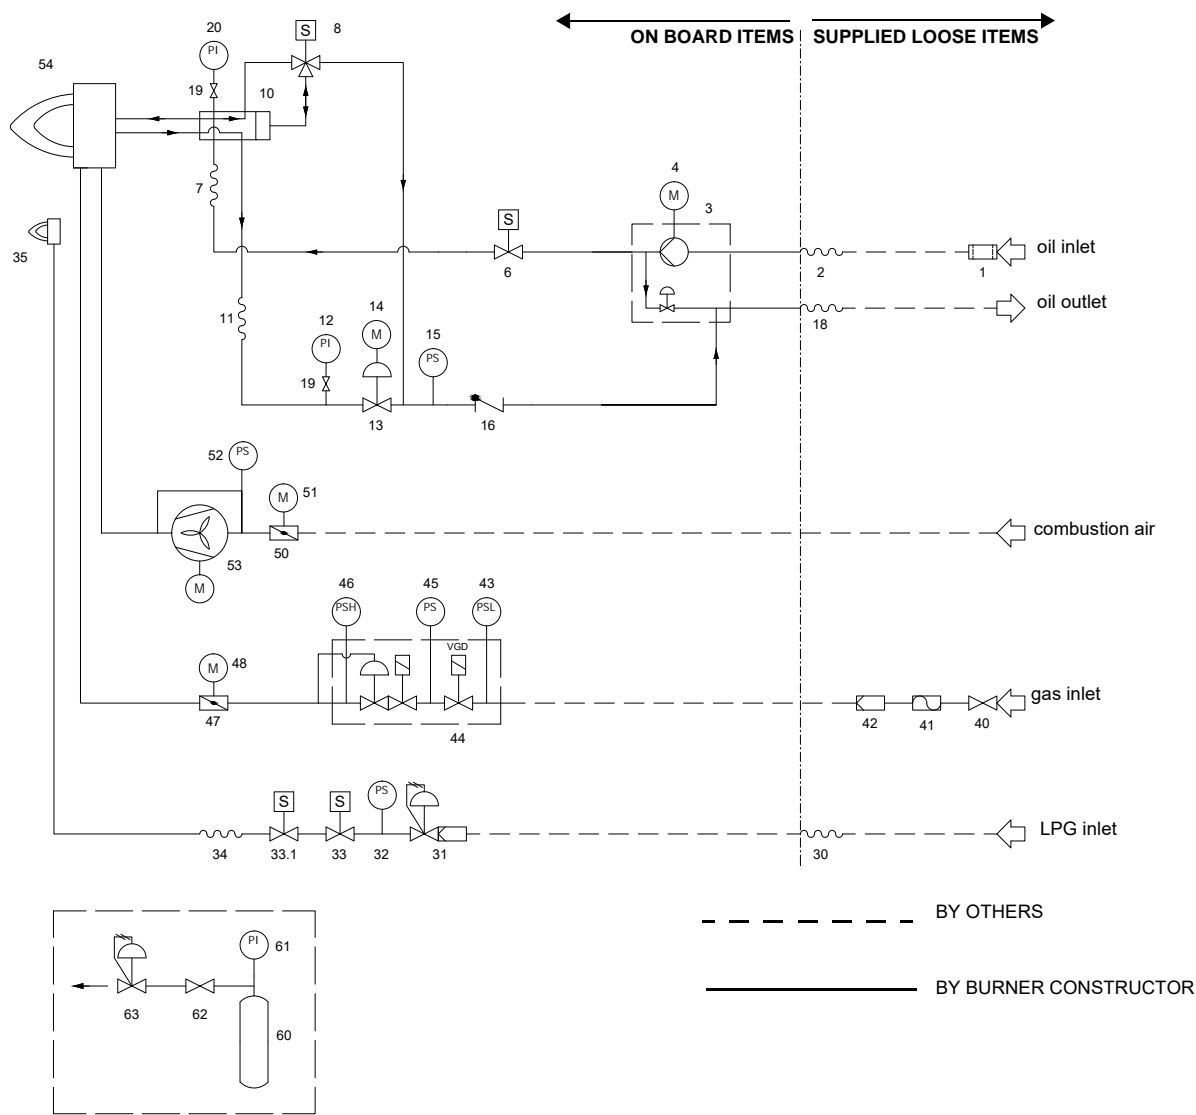 20
S
8
ON BOARD ITEMS
SUPPLIED LOOSE ITEMS
PI
54
19
10
4
7
M
3
S
35
oil inlet
6
2
1
11
12
14
15
18
oil outlet
PI
M
PS
19
13
16
52
PS
51
M
combustion air
50
53
M
46
45
43
PSH
PS
PSL
VGD
M
48
gas inlet
47
44
42
41
40
PS
S
S
LPG inlet
34
33.1
33
32
31
30
BY OTHERS
PI
61
BY BURNER CONSTRUCTOR
63
62
60